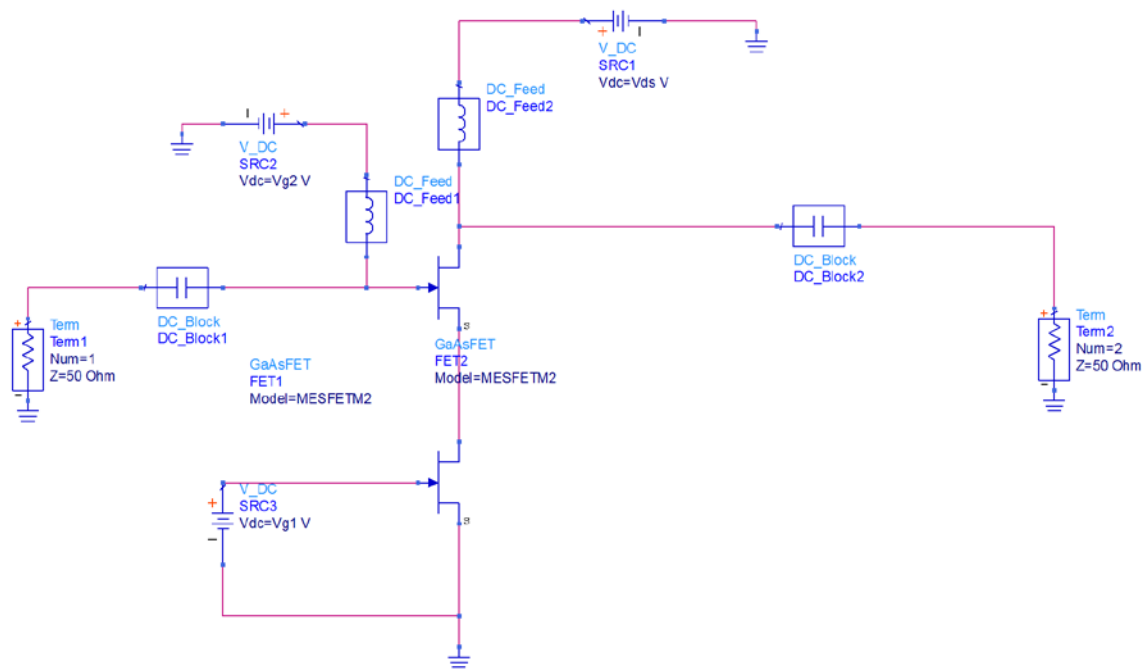 V_DC
SRC1
Vdc=Vds V
DC_Feed
DC_Feed2
V_DC
SRC2
Vdc=Vg2 V
DC_Feed
DC_Feed1
DC_Block
DC_Block2
DC_Block
DC_Block1
Term
Term1
Num=1
Z=50 Ohm
Term
Term2
Num=2
Z=50 Ohm
S
GaAsFET
FET2
Model=MESFETM2
GaAsFET
FET1
Model=MESFETM2
V_DC
SRC3
Vdc=Vg1 V
S